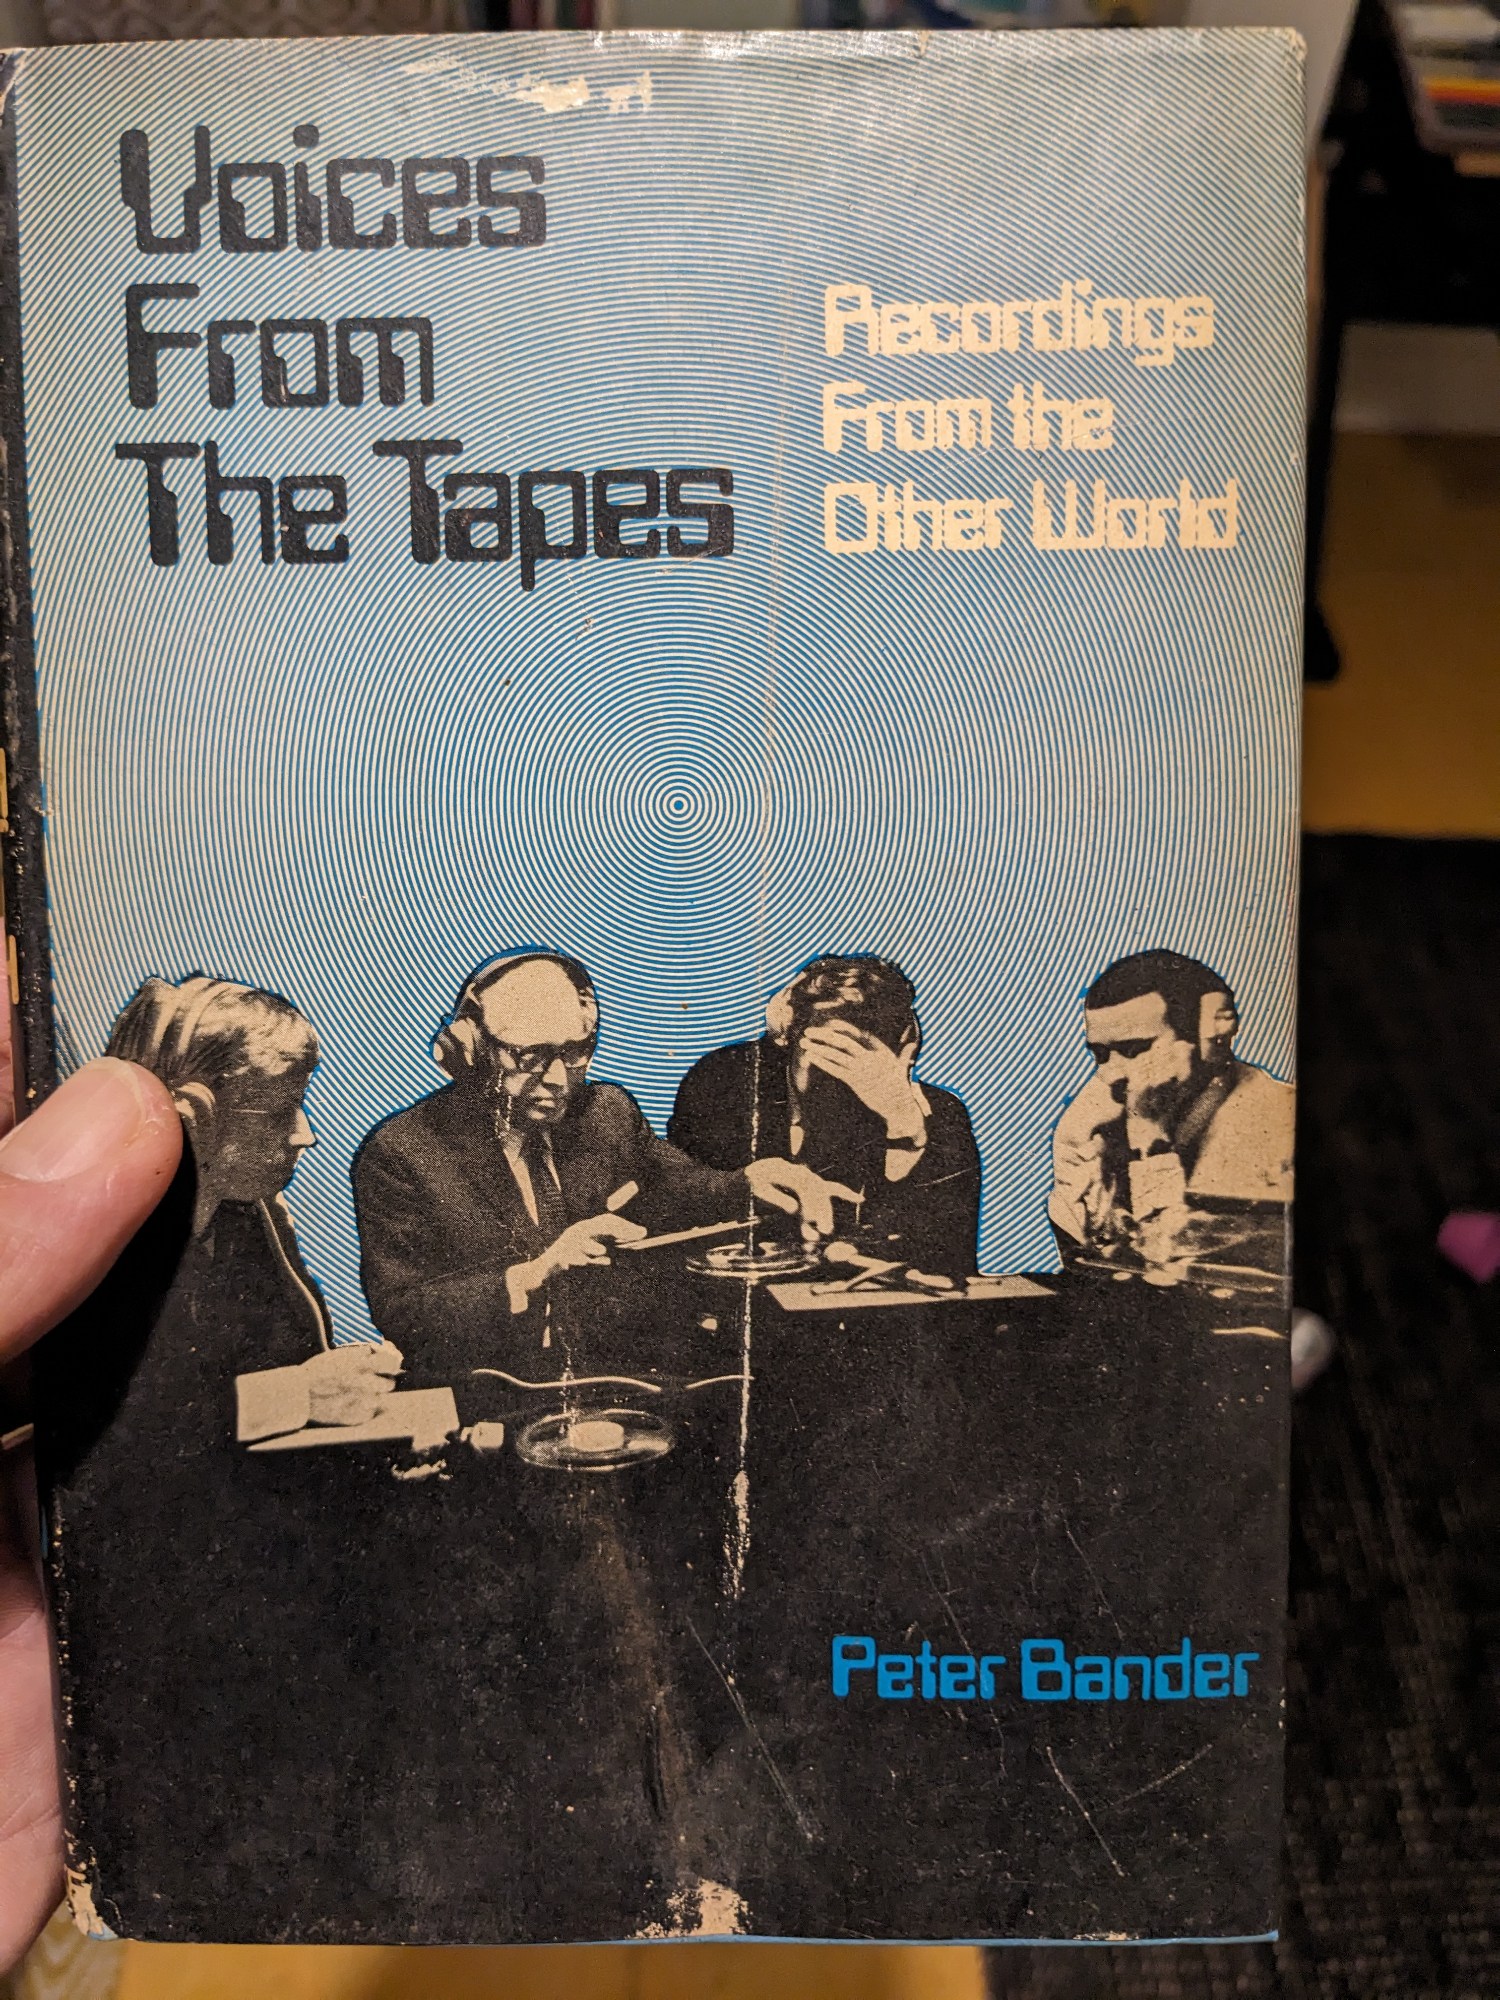 Voices
From
The Tapes
Recordings
From the
Other World
Peter Bander